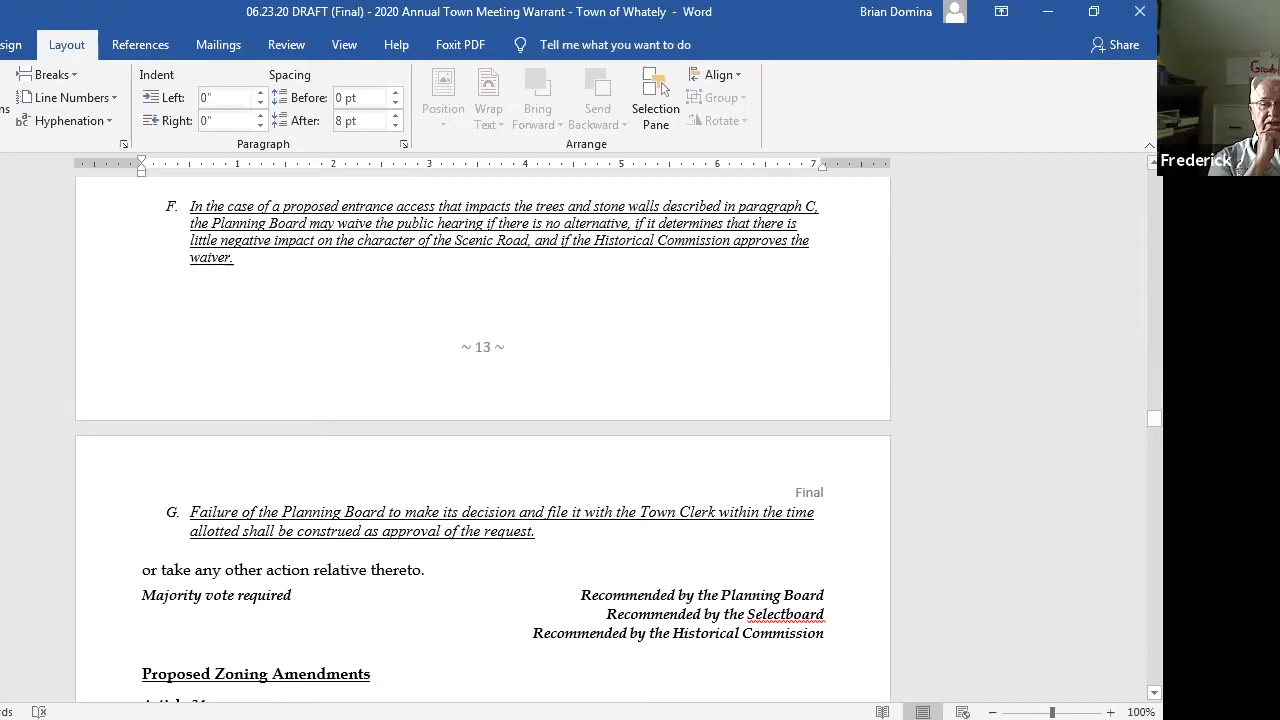 06.23.20 DRAFT (Final) - 2020 Annual Town Meeting Warrant - Town of Whately - Word
Brian Domina
sign Layout References Mailings Review View Help Foxit PDF Tell me what you want to do Share
Breaks
Line Numbers
Hyphenation
Indent
Left: 0"
Right: 0"
Spacing
Before: 0 pt
After: 8 pt
Paragraph
Position
Wrap Text
Bring Forward
Send Backward
Selection Pane
Align
Group
Rotate
Arrange
Frederick
1 2 3 4 5 6 7
F. In the case of a proposed entrance access that impacts the trees and stone walls described in paragraph C,
the Planning Board may waive the public hearing if there is no alternative, if it determines that there is
little negative impact on the character of the Scenic Road, and if the Historical Commission approves the
waiver.
~ 13 ~
Final
G. Failure of the Planning Board to make its decision and file it with the Town Clerk within the time
allotted shall be construed as approval of the request.
or take any other action relative thereto.
Majority vote required
Recommended by the Planning Board
Recommended by the Selectboard
Recommended by the Historical Commission
Proposed Zoning Amendments
100%